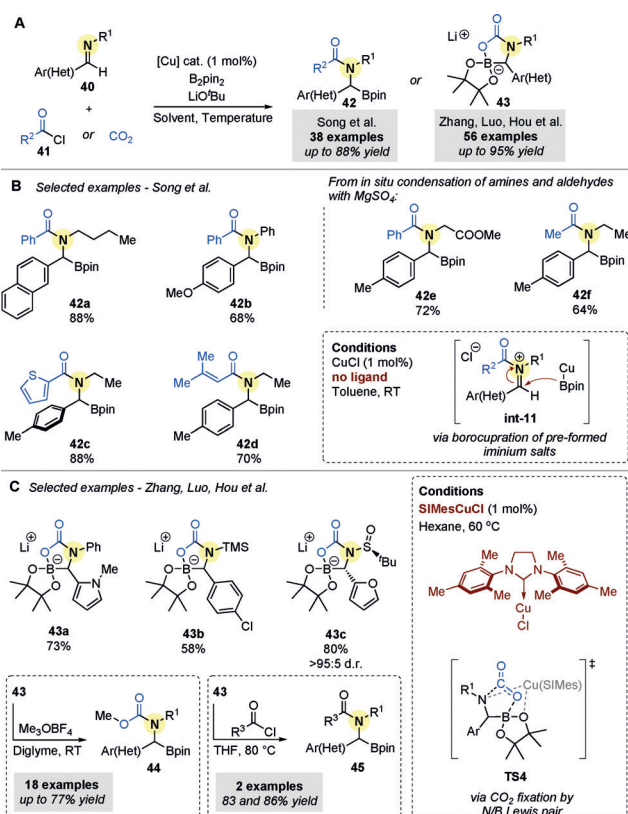 A
N R¹
Ar(Het) H
40
+
O
R² Cl or CO₂
41
[Cu] cat. (1 mol%)
B₂pin₂
LiOᵗBu
Solvent, Temperature
O
R² N R¹
Ar(Het) Bpin
42
or
Li⊕
O
O N R¹
B⊖
O O Ar(Het)
43
Song et al.
38 examples
up to 88% yield
Zhang, Luo, Hou et al.
56 examples
up to 95% yield
B Selected examples - Song et al.
From in situ condensation of amines and aldehydes
with MgSO₄:
O
Ph N Me
Bpin
42a
88%
O
Ph N Ph
MeO Bpin
42b
68%
O
Ph N COOMe
Me Bpin
42e
72%
O
Me N Me
Me Bpin
42f
64%
S O
N Me
Me Bpin
42c
88%
Me O
Me N Me
Me Bpin
42d
70%
Conditions
CuCl (1 mol%)
no ligand
Toluene, RT
Cl⊖
O
R² N⊕ R¹
Ar(Het) H
Cu
Bpin
int-11
via borocupration of pre-formed
iminium salts
C Selected examples - Zhang, Luo, Hou et al.
Li⊕
O
O N Ph
B⊖ Me
O O N
43a
73%
Li⊕
O
O N TMS
B⊖
O O
Cl
43b
58%
Li⊕
O O
O N S ᵗBu
B⊖
O O O
43c
80%
>95:5 d.r.
Conditions
SIMesCuCl (1 mol%)
Hexane, 60 ºC
Me Me
N N
Me Me Me Me
Cu
Cl
43
Me₃OBF₄
Diglyme, RT
O
Me O N R¹
Ar(Het) Bpin
44
18 examples
up to 77% yield
43
O
R³ Cl
THF, 80 °C
O
R³ N R¹
Ar(Het) Bpin
45
2 examples
83 and 86% yield
‡
O
R¹ C Cu(SIMes)
N O
B O
Ar O
TS4
via CO₂ fixation by
N/B Lewis pair